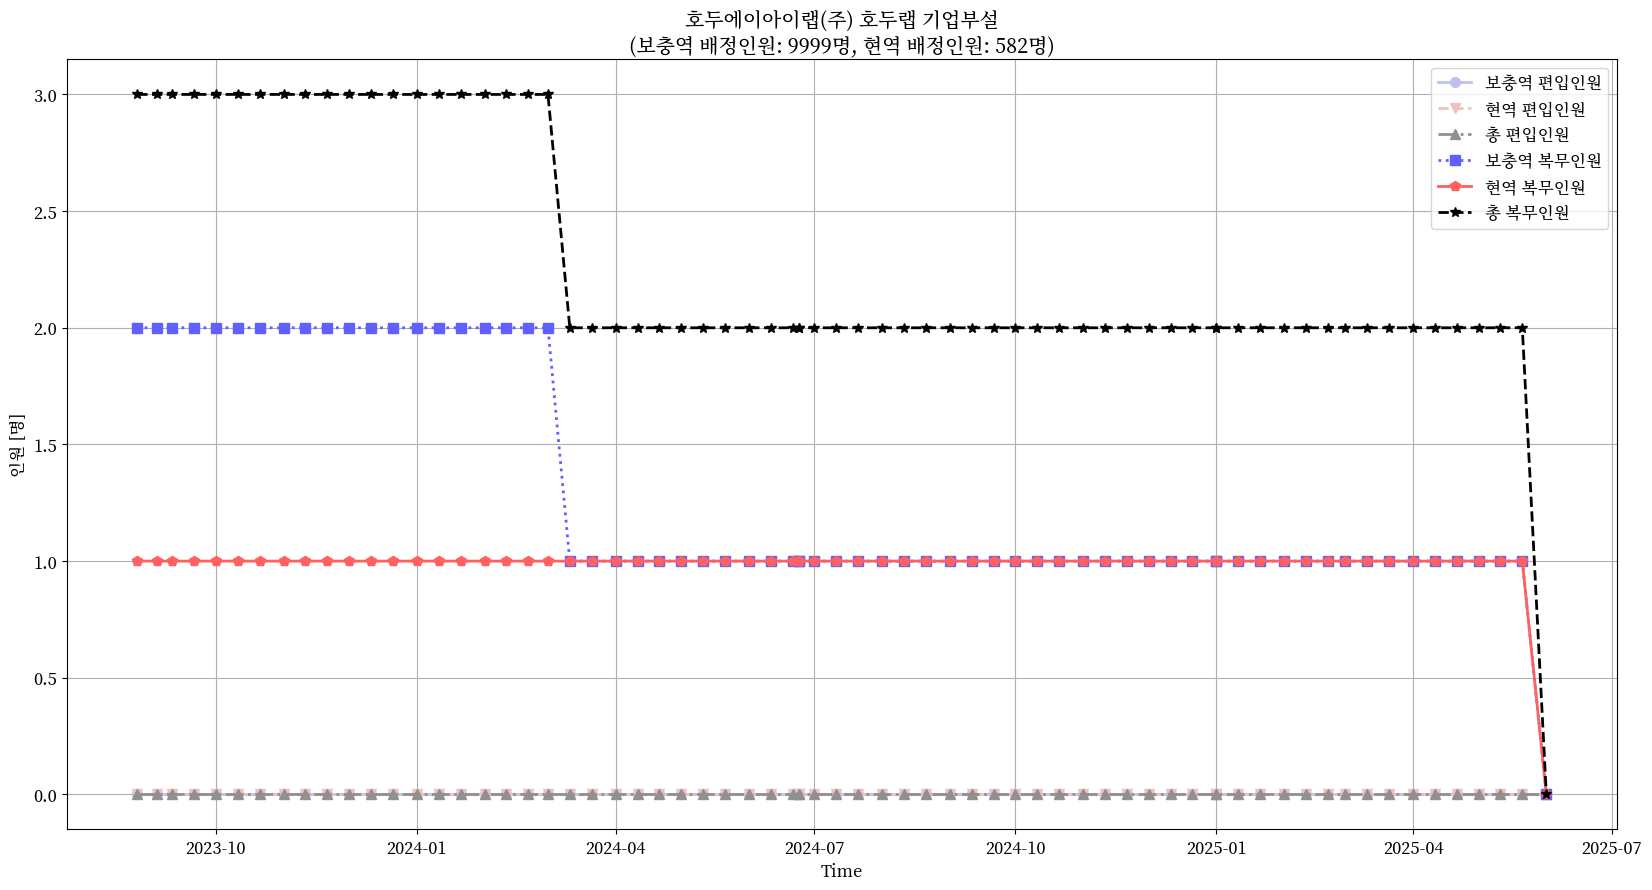 호두에이아이랩(주) 호두랩 기업부설
(보충역 배정인원: 9999명, 현역 배정인원: 582명)
보충역 편입인원
현역 편입인원
총 편입인원
보충역 복무인원
현역 복무인원
총 복무인원
인원 [명]
3.0
2.5
2.0
1.5
1.0
0.5
0.0
2023-10
2024-01
2024-04
2024-07
2024-10
2025-01
2025-04
2025-07
Time